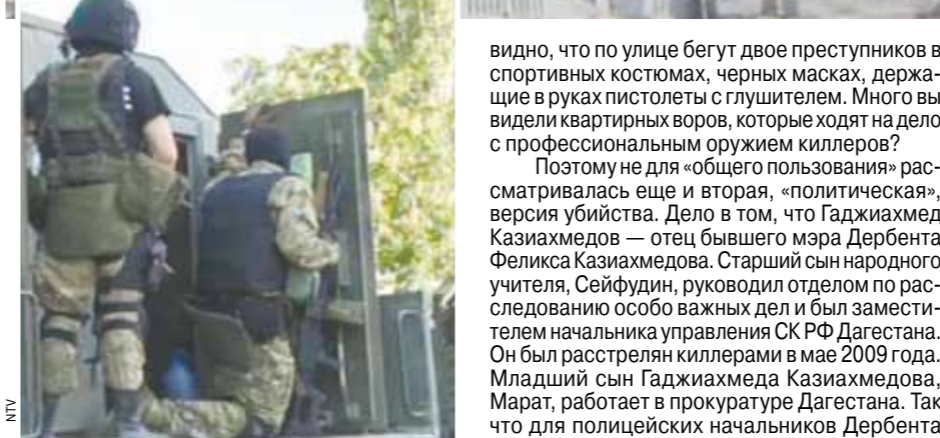 видно, что по улице бегут двое преступников в
спортивных костюмах, черных масках, держа-
щие в руках пистолеты с глушителем. Много вы
видели квартирных воров, которые ходят на дело
с профессиональным оружием киллеров?
Поэтому не для «общего пользования» рас-
сматривалась еще и вторая, «политическая»,
версия убийства. Дело в том, что Гаджиахмед
Казиахмедов — отец бывшего мэра Дербента
Феликса Казиахмедова. Старший сын народного
учителя, Сейфудин, руководил отделом по рас-
следованию особо важных дел и был замести-
телем начальника управления СК РФ Дагестана.
Он был расстрелян киллерами в мае 2009 года.
Младший сын Гаджиахмеда Казиахмедова,
Марат, работает в прокуратуре Дагестана. Так
что для полицейских начальников Дербента
NTV